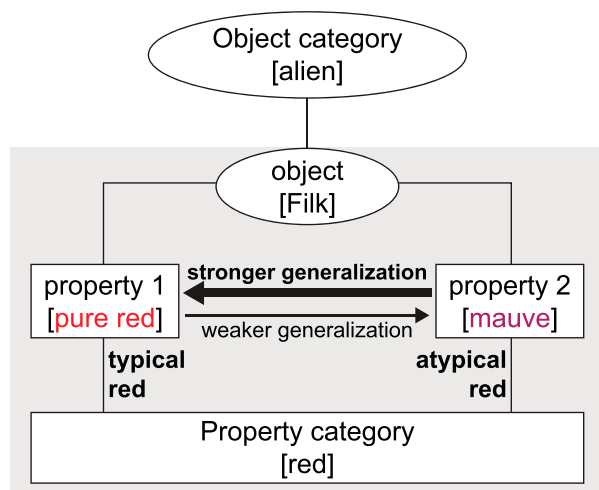 Object category
[alien]
object
[Filk]
stronger generalization
property 1
[pure red]
property 2
[mauve]
weaker generalization
typical
red
atypical
red
Property category
[red]